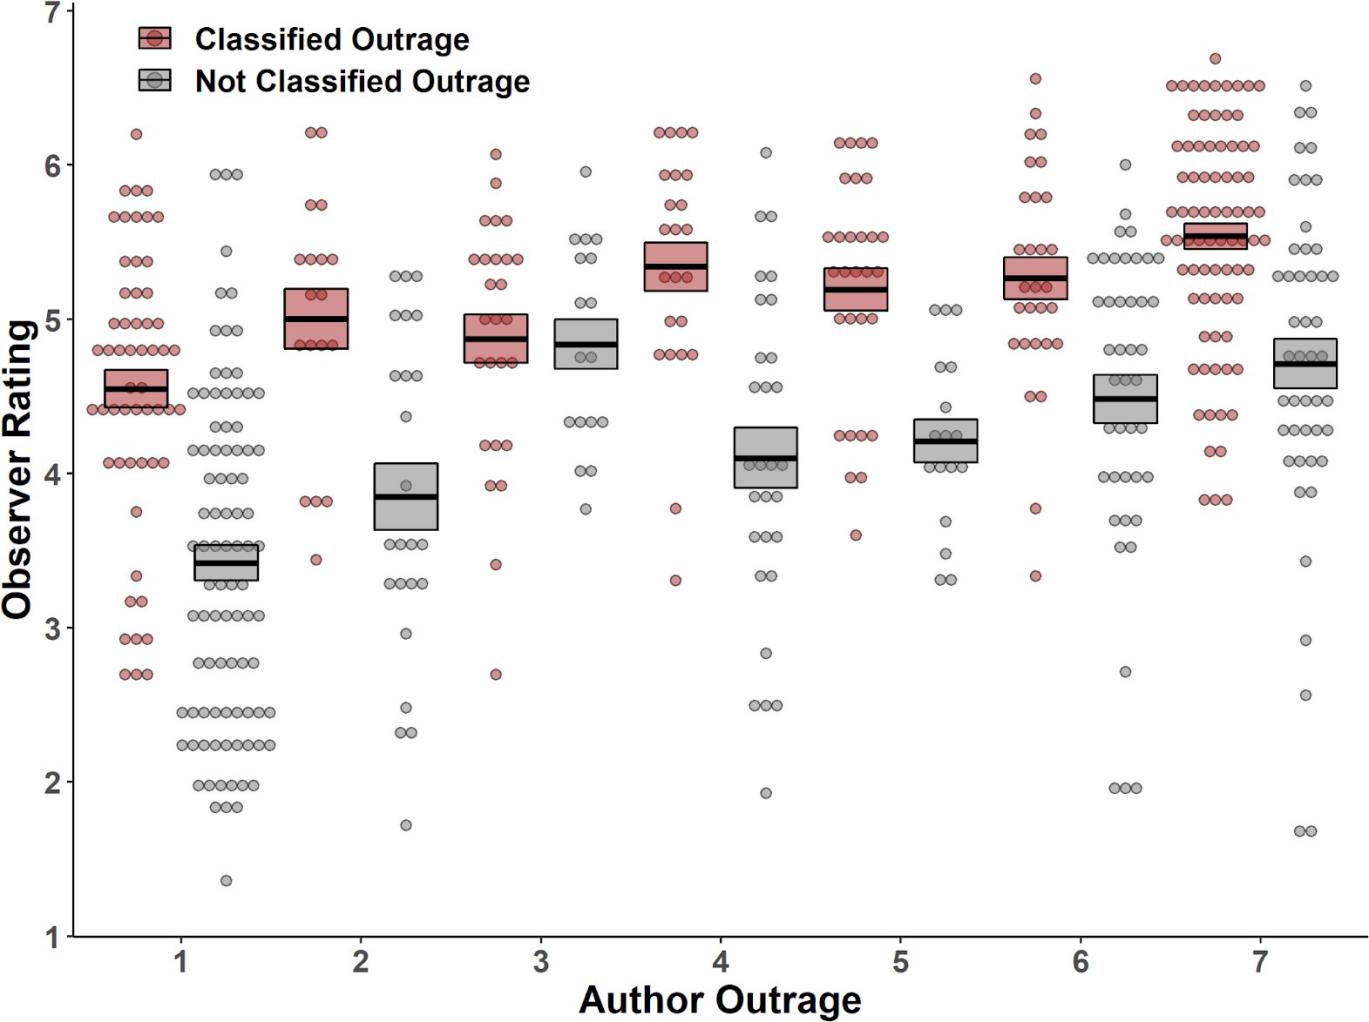 7
Classified Outrage
Not Classified Outrage
6
5
4
3
2
1
Observer Rating
1 2 3 4 5 6 7
Author Outrage